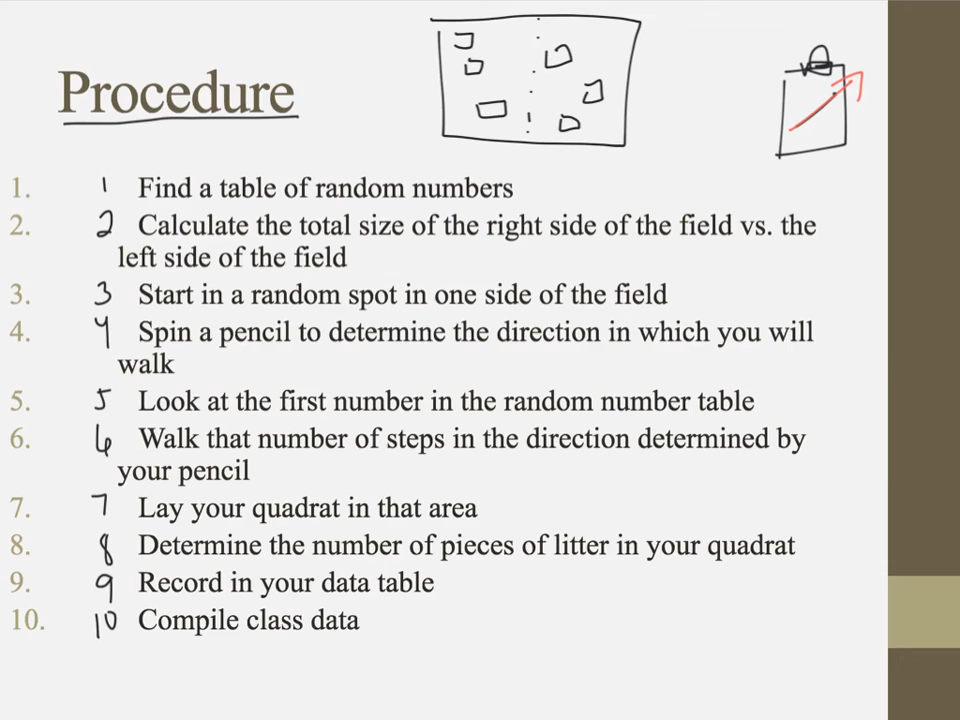 Procedure
1. 1 Find a table of random numbers
2. 2 Calculate the total size of the right side of the field vs. the
left side of the field
3. 3 Start in a random spot in one side of the field
4. 4 Spin a pencil to determine the direction in which you will
walk
5. 5 Look at the first number in the random number table
6. 6 Walk that number of steps in the direction determined by
your pencil
7. 7 Lay your quadrat in that area
8. 8 Determine the number of pieces of litter in your quadrat
9. 9 Record in your data table
10. 10 Compile class data